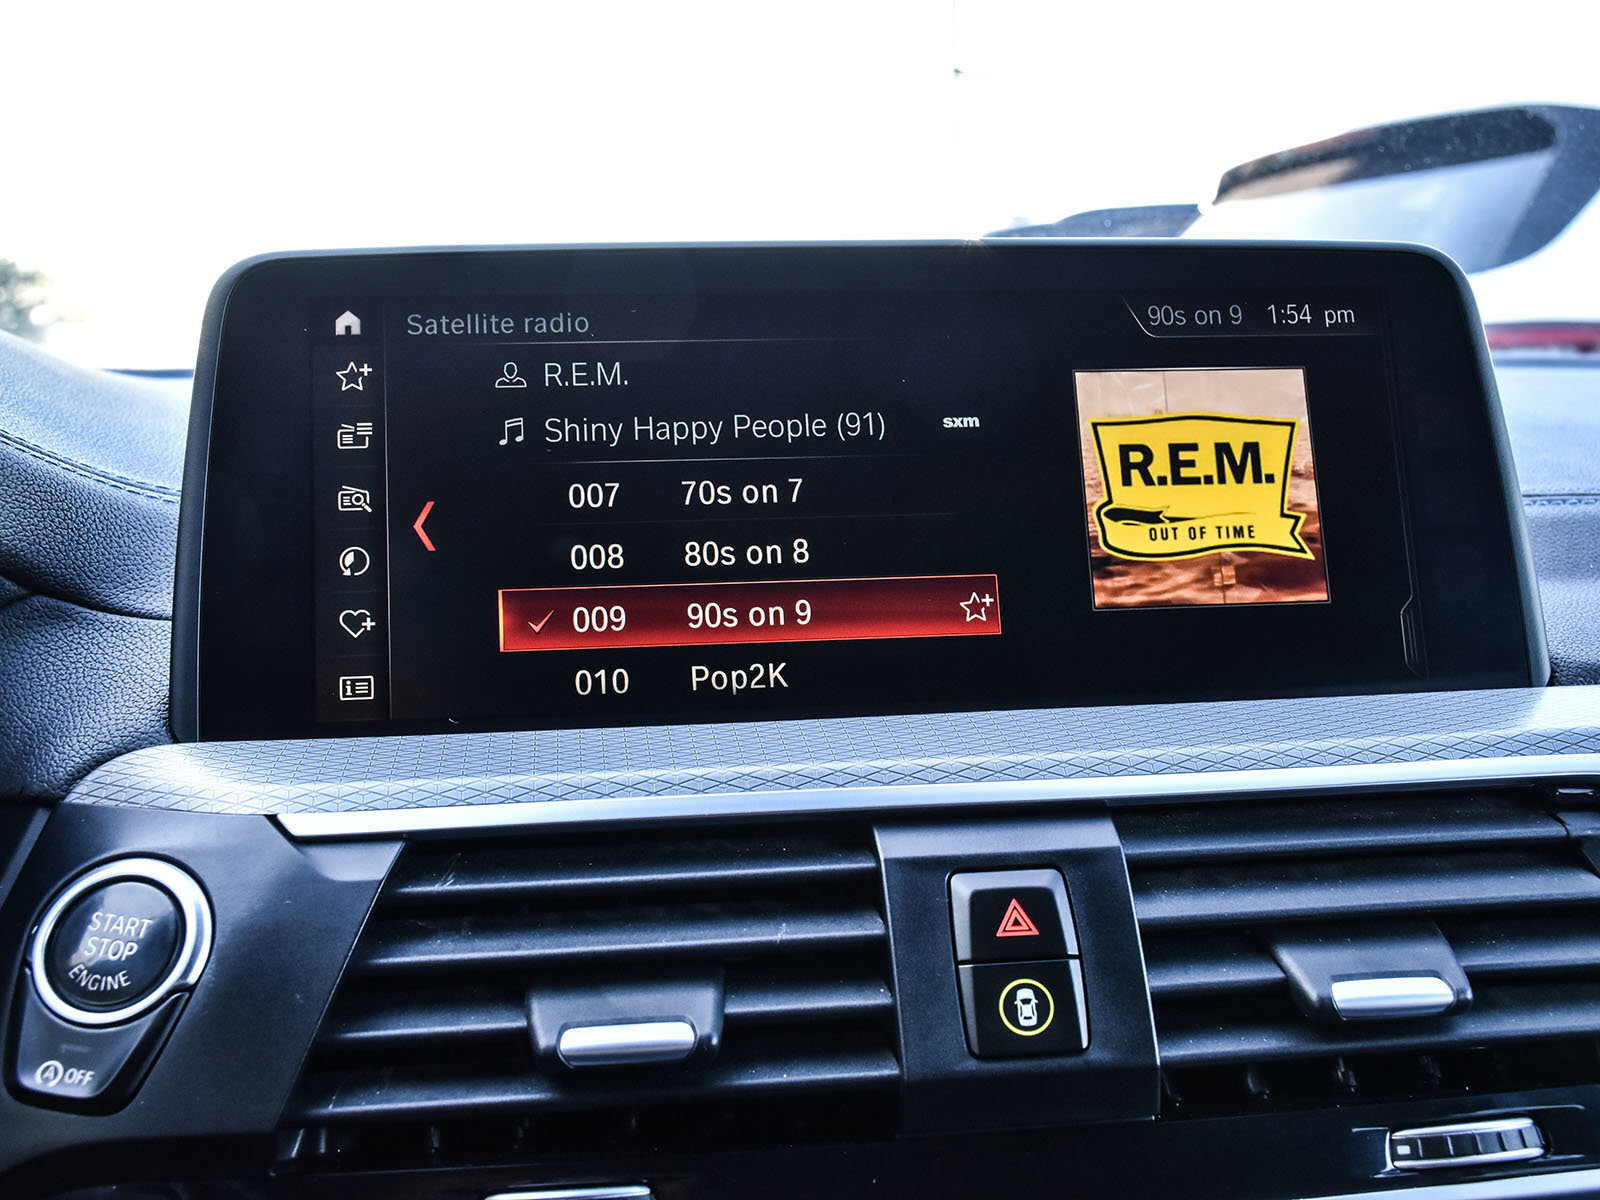 Satellite radio
90s on 9 1:54 pm
R.E.M.
Shiny Happy People (91) sxm
007 70s on 7
008 80s on 8
009 90s on 9
010 Pop2K
R.E.M.
OUT OF TIME
START
STOP
ENGINE
A OFF